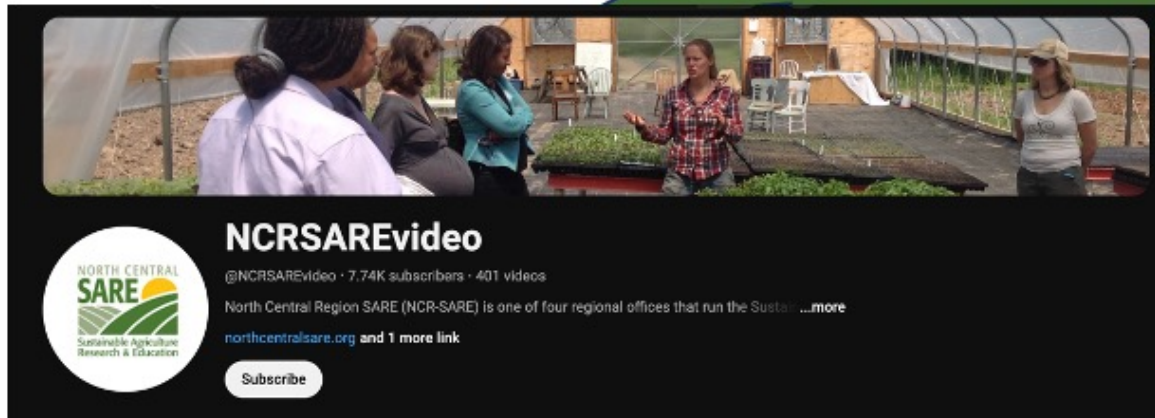 NCRSAREvideo
NORTH CENTRAL
SARE
Sustainable Agriculture
Research & Education
@NCRSAREvideo · 7.74K subscribers · 401 videos
North Central Region SARE (NCR-SARE) is one of four regional offices that run the Sustai ...more
northcentralsare.org and 1 more link
Subscribe